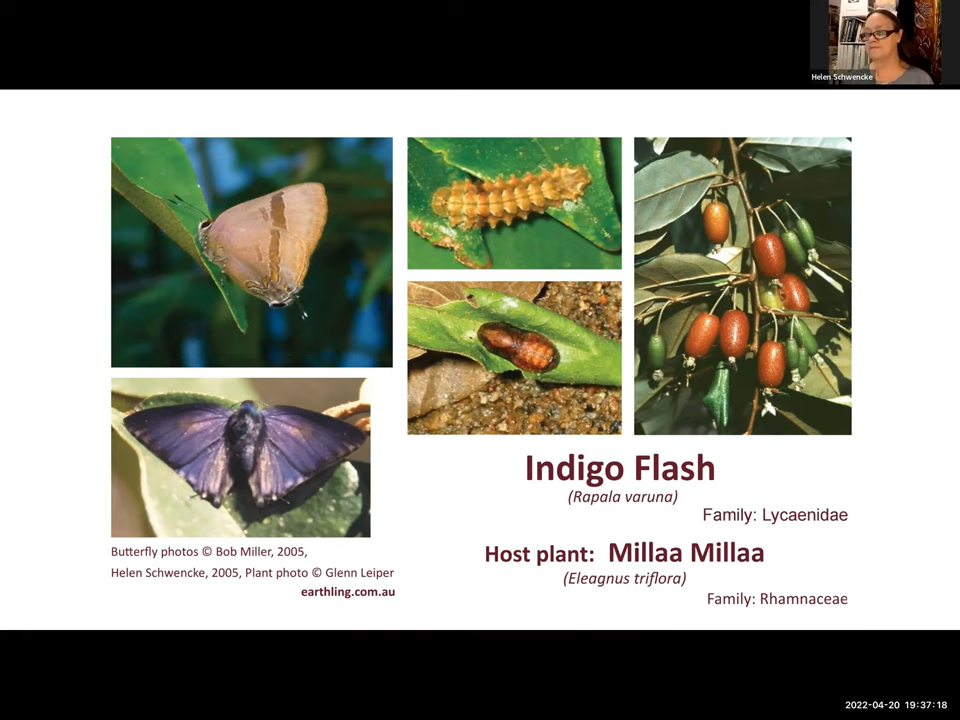 Helen Schwencke
Indigo Flash
(Rapala varuna)
Family: Lycaenidae
Host plant: Millaa Millaa
(Eleagnus triflora)
Family: Rhamnaceae
Butterfly photos © Bob Miller, 2005,
Helen Schwencke, 2005, Plant photo © Glenn Leiper
earthling.com.au
2022-04-20 19:37:18